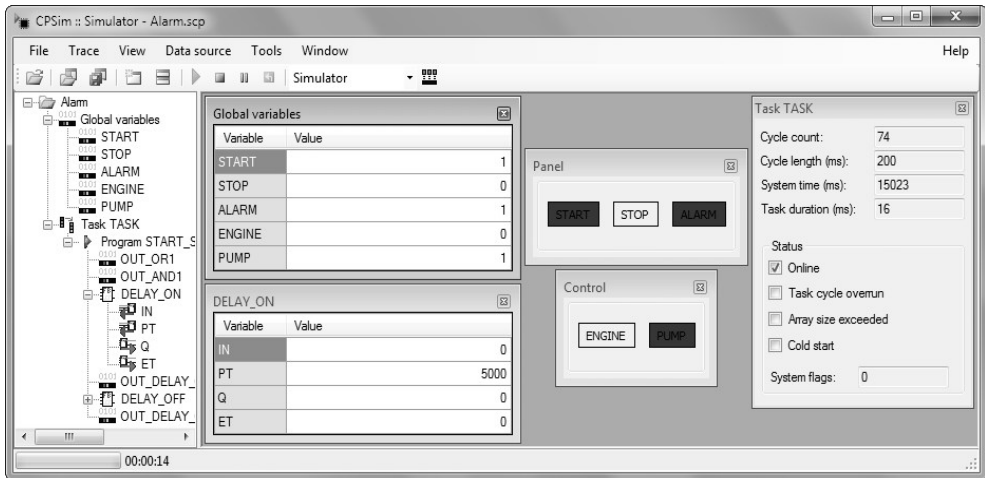 CPSim :: Simulator - Alarm.scp
File Trace View Data source Tools Window Help
Simulator
Alarm
Global variables
START
STOP
ALARM
ENGINE
PUMP
Task TASK
Program START_S
OUT_OR1
OUT_AND1
DELAY_ON
IN
PT
Q
ET
OUT_DELAY_
DELAY_OFF
OUT_DELAY_
Global variables
Variable Value
START 1
STOP 0
ALARM 1
ENGINE 0
PUMP 1
DELAY_ON
Variable Value
IN 0
PT 5000
Q 0
ET 0
Panel
START STOP ALARM
Control
ENGINE PUMP
Task TASK
Cycle count: 74
Cycle length (ms): 200
System time (ms): 15023
Task duration (ms): 16
Status
Online
Task cycle overrun
Array size exceeded
Cold start
System flags: 0
00:00:14